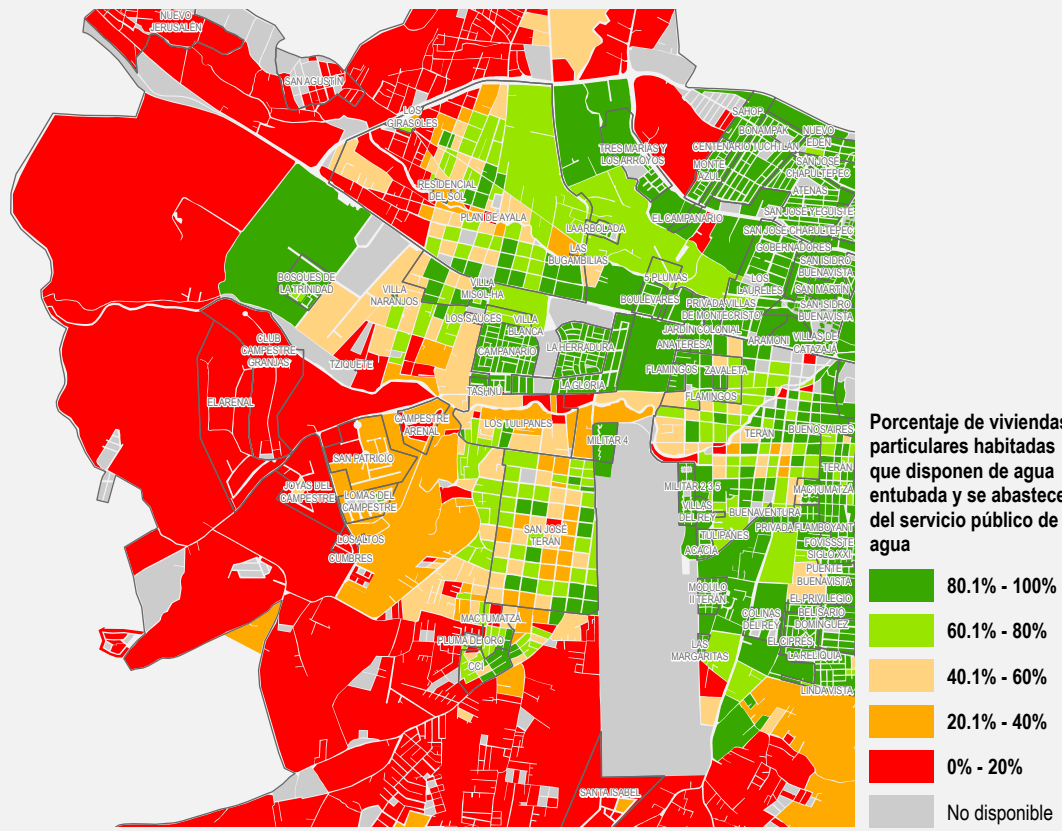 NUEVO
JERUSALÉN
SAN AGUSTÍN
LOS
GIRASOLES
SAHOP
BONAMPAK
NUEVO
EDÉN
TRES MARÍAS Y
LOS ARROYOS
CENTENARIO TUCHTLÁN
MONTE
AZUL
SAN JOSÉ
CHAPULTEPEC
ATENAS
RESIDENCIAL
DEL SOL
PLAN DE AYALA
LA ARBOLADA
EL CAMPANARIO
SAN JOSÉ YEGUISTE
SAN JOSE CHAPULTEPEC
LAS
BUGAMBILIAS
GOBERNADORES
SAN ISIDRO
BUENAVISTA
BOSQUES DE
LA TRINIDAD
VILLA
NARANJOS
VILLA
MISOL-HA
5 PLUMAS
LOS
LAURELES
SAN MARTÍN
BOULEVARES
PRIVADA VILLAS
DE MONTECRISTO
SAN ISIDRO
BUENAVISTA
LOS SAUCES
VILLA
BLANCA
JARDÍN COLONIAL
CLUB
CAMPESTRE
GRANJAS
TZIQUETE
CAMPANARIO
LA HERRADURA
ANA TERESA
ARAMONI
VILLAS DE
CATAZAJÁ
FLAMINGOS
ZAVALETA
EL ARENAL
TASHNU
LA GLORIA
FLAMINGOS
CAMPESTRE
ARENAL
LOS TULIPANES
MILITAR 4
TERÁN
BUENOS AIRES
SAN PATRICIO
TERÁN
JOYAS DEL
CAMPESTRE
LOMAS DEL
CAMPESTRE
MILITAR 2 3 5
MACTUMATZÁ
VILLAS
DEL REY
BUENAVENTURA
SAN JOSÉ
TERÁN
PRIVADA FLAMBOYANT
LOS ALTOS
TULIPANES
FOVISSSTE
SIGLO XXI
CUMBRES
ACACIA
PUENTE
BUENAVISTA
MÓDULO
II TERÁN
EL PRIVILEGIO
MACTUMATZÁ
COLINAS
DEL REY
BELISARIO
DOMÍNGUEZ
PLUMA DE ORO
LAS
MARGARITAS
EL CIPRÉS
LA RELIQUIA
CCI
LINDA VISTA
SANTA ISABEL
Porcentaje de viviendas
particulares habitadas
que disponen de agua
entubada y se abastece
del servicio público de
agua
80.1% - 100%
60.1% - 80%
40.1% - 60%
20.1% - 40%
0% - 20%
No disponible